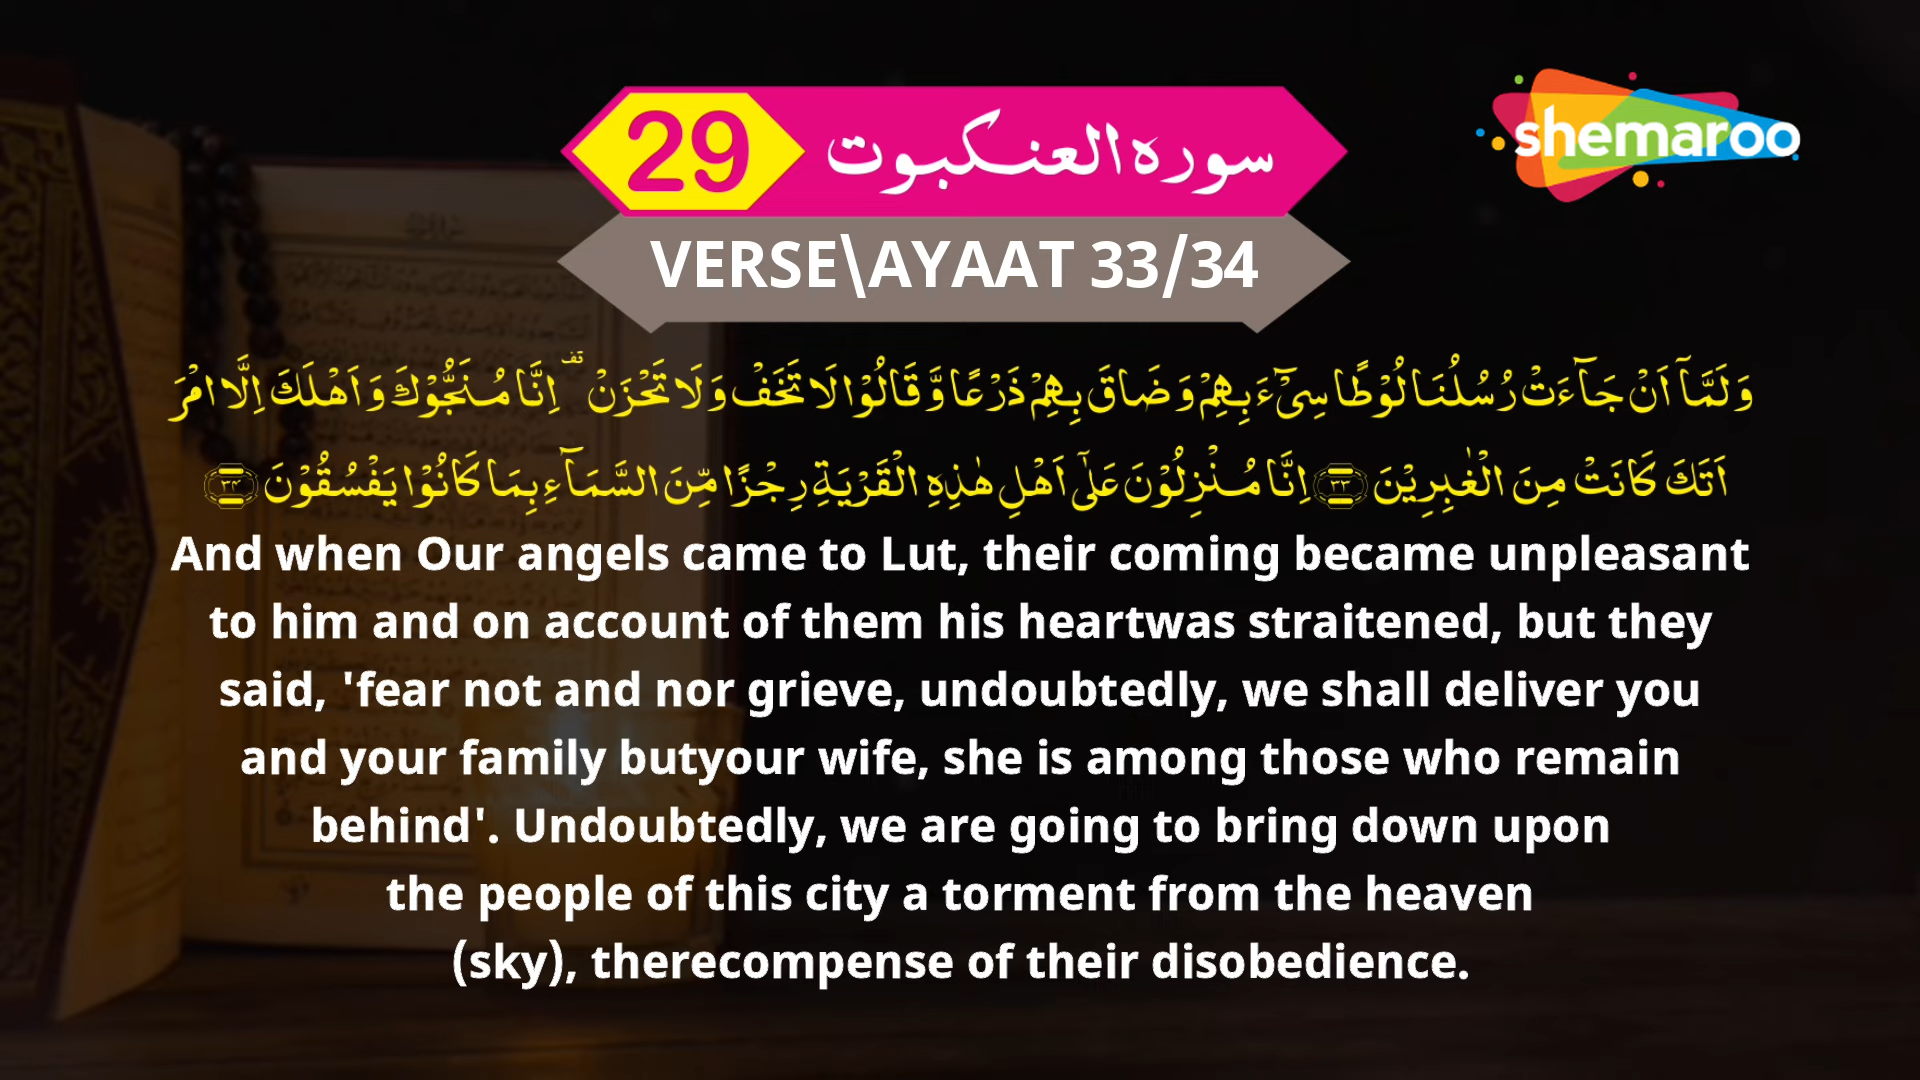 29 سوره العنكبوت
shemaroo
VERSE\AYAAT 33/34
وَلَمَّاۤ اَنْ جَآءَتْ رُسُلُنَا لُوْطًا سِیْٓءَ بِهِمْ وَضَاقَ بِهِمْ ذَرْعًا وَّ قَالُوْا لَا تَخَفْ وَلَا تَحْزَنْ ۫ اِنَّا مُنَجُّوْكَ وَاَهْلَكَ اِلَّا امْرَ
اَتَكَ كَانَتْ مِنَ الْغٰبِرِیْنَ ۳۳ اِنَّا مُنْزِلُوْنَ عَلٰۤی اَهْلِ هٰذِهِ الْقَرْیَةِ رِجْزًا مِّنَ السَّمَآءِ بِمَا كَانُوْا یَفْسُقُوْنَ ۳۴
And when Our angels came to Lut, their coming became unpleasant
to him and on account of them his heartwas straitened, but they
said, 'fear not and nor grieve, undoubtedly, we shall deliver you
and your family butyour wife, she is among those who remain
behind'. Undoubtedly, we are going to bring down upon
the people of this city a torment from the heaven
(sky), therecompense of their disobedience.